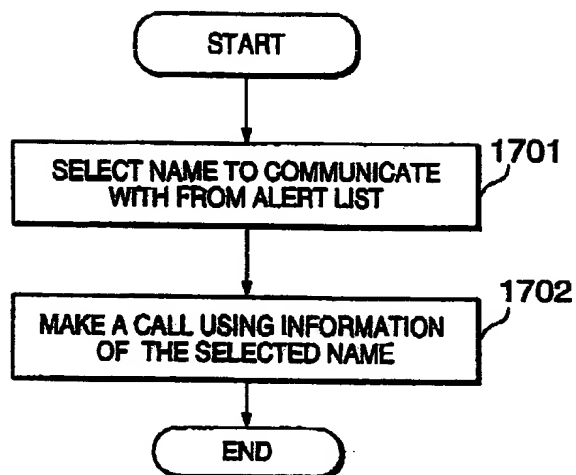 START
SELECT NAME TO COMMUNICATE
WITH FROM ALERT LIST
1701
MAKE A CALL USING INFORMATION
OF THE SELECTED NAME
1702
END